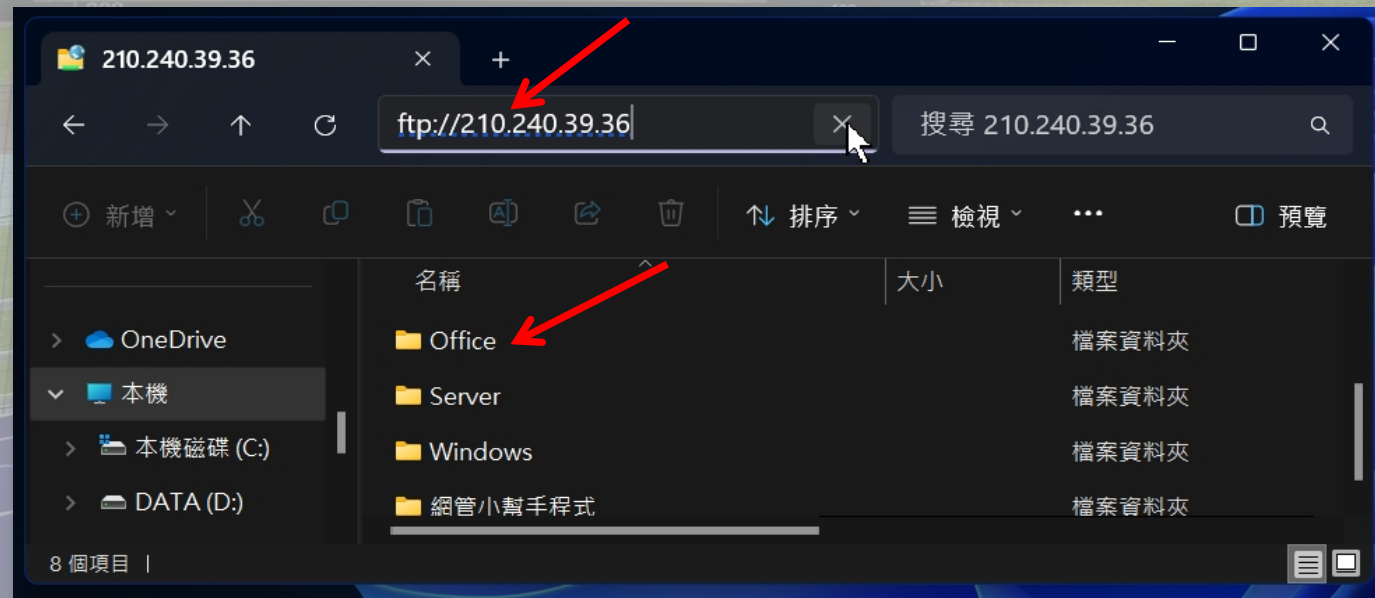 210.240.39.36
ftp://210.240.39.36
搜尋 210.240.39.36
新增
排序
檢視
預覽
名稱 大小 類型
OneDrive
本機
本機磁碟 (C:)
DATA (D:)
Office 檔案資料夾
Server 檔案資料夾
Windows 檔案資料夾
網管小幫手程式 檔案資料夾
8 個項目